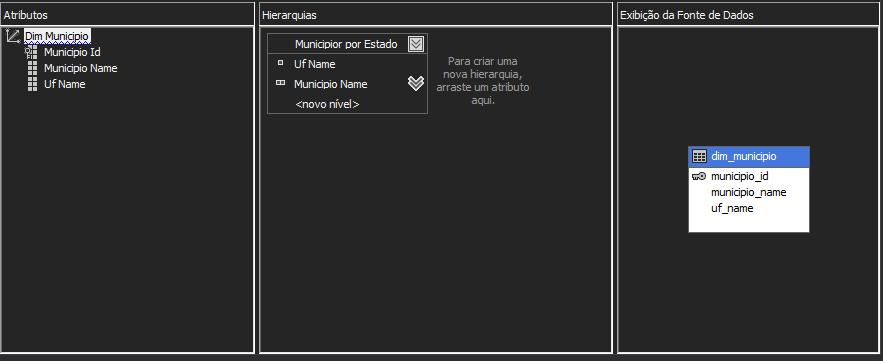 Atributos
Dim Municipio
Municipio Id
Municipio Name
Uf Name
Hierarquias
Municipior por Estado
Uf Name
Municipio Name
<novo nível>
Para criar uma
nova hierarquia,
arraste um atributo
aqui.
Exibição da Fonte de Dados
dim_municipio
municipio_id
municipio_name
uf_name